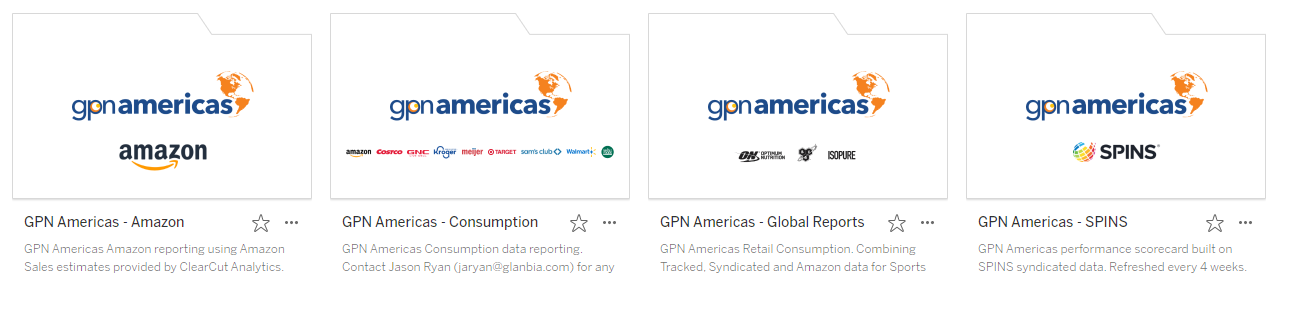 gpnamericas
amazon
GPN Americas - Amazon
GPN Americas Amazon reporting using Amazon
Sales estimates provided by ClearCut Analytics.
gpnamericas
amazon COSTCO GNC Kroger meijer TARGET sam's club Walmart
GPN Americas - Consumption
GPN Americas Consumption data reporting.
Contact Jason Ryan (jaryan@glanbia.com) for any
gpnamericas
ON OPTIMUM NUTRITION ISOPURE
GPN Americas - Global Reports
GPN Americas Retail Consumption. Combining
Tracked, Syndicated and Amazon data for Sports
gpnamericas
SPINS
GPN Americas - SPINS
GPN Americas performance scorecard built on
SPINS syndicated data. Refreshed every 4 weeks.